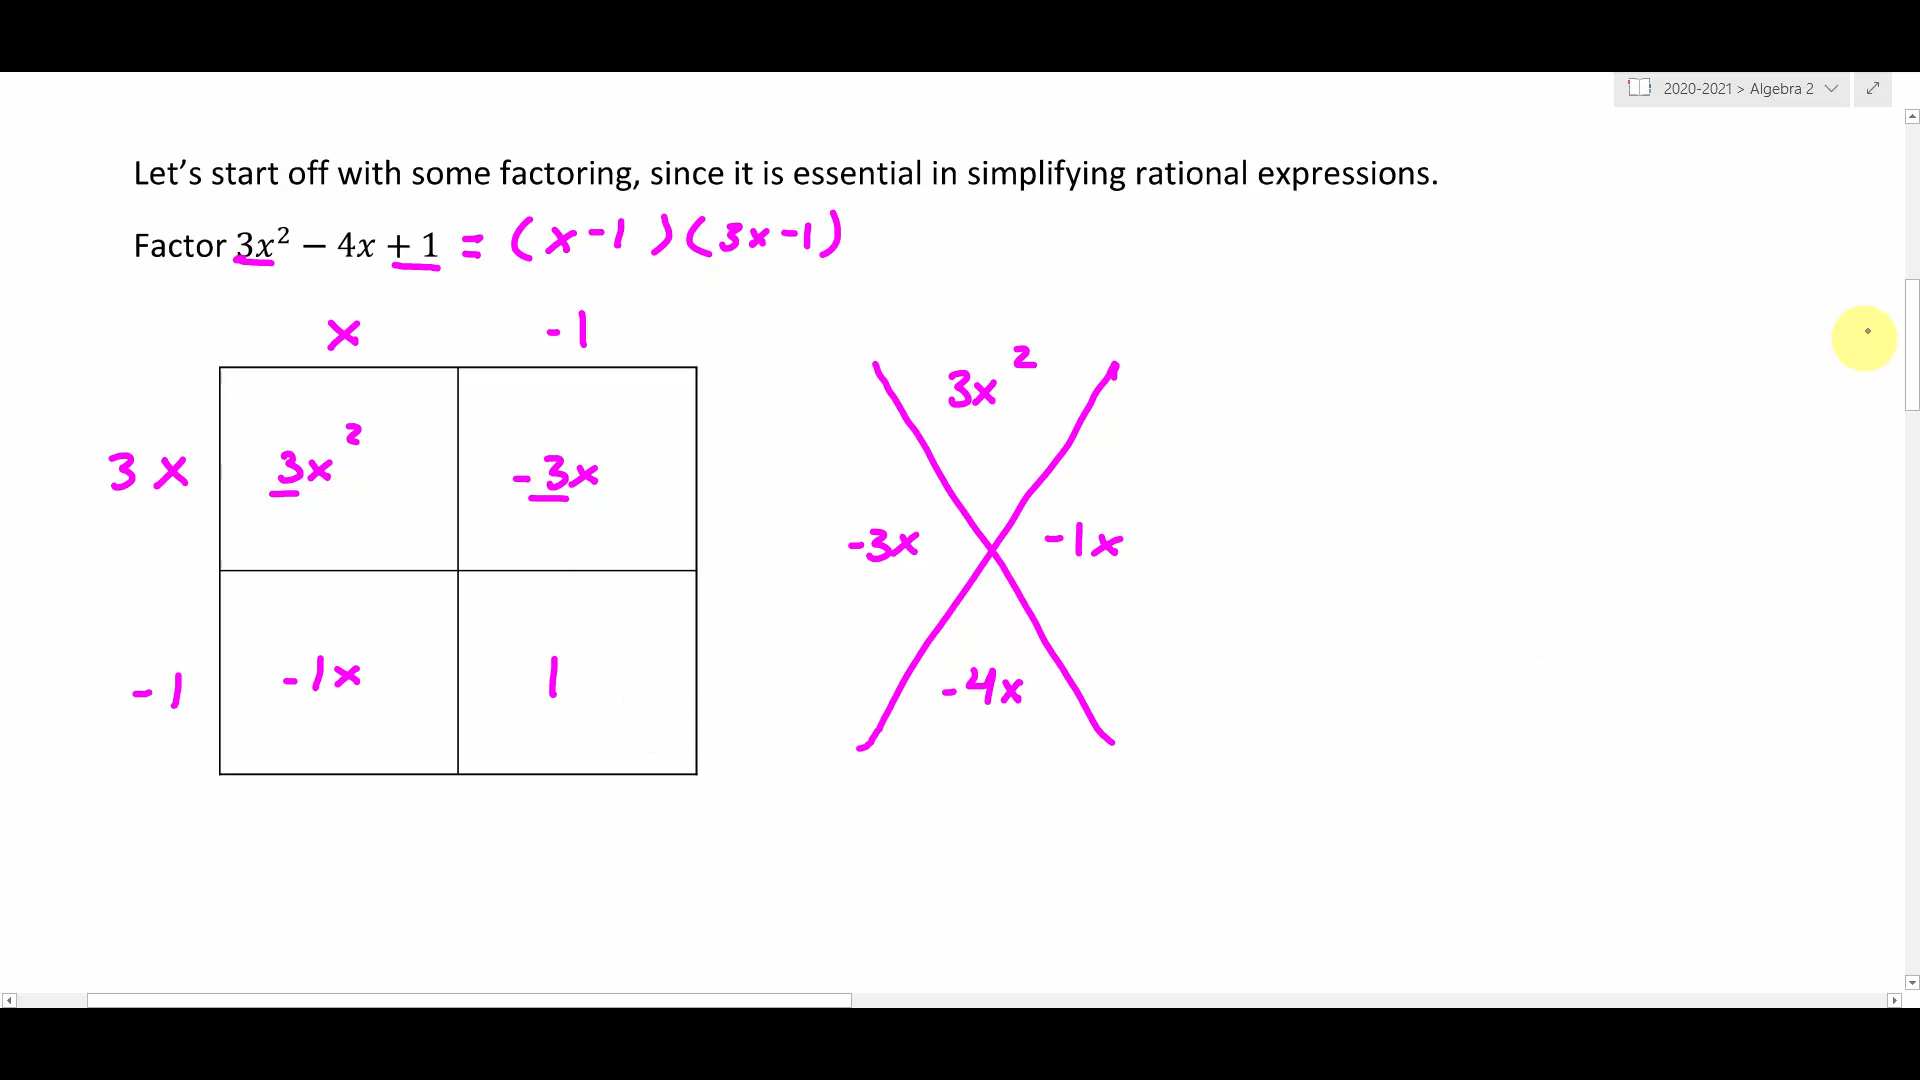 2020-2021 > Algebra 2
Let's start off with some factoring, since it is essential in simplifying rational expressions.
Factor 3x² − 4x + 1 = (x-1)(3x-1)
x -1
3x²
3x 3x² -3x
-3x -1x
-1 -1x 1
-4x